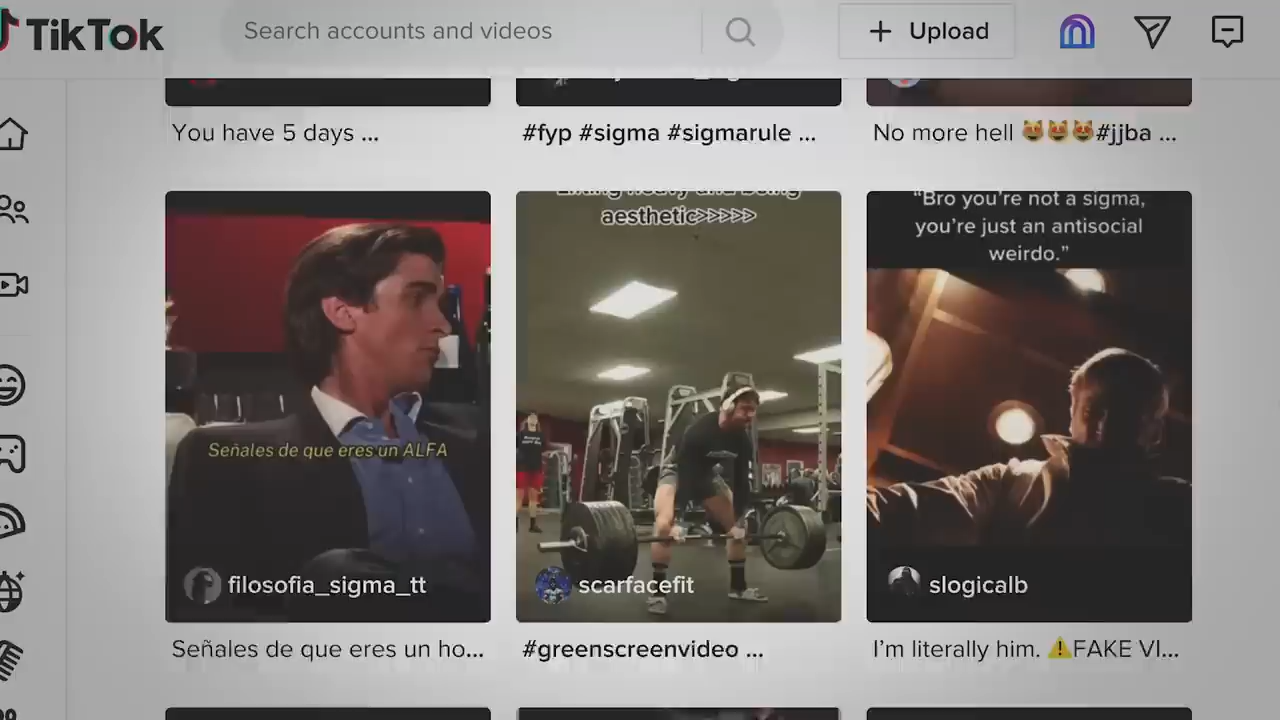 TikTok
Search accounts and videos
Upload
You have 5 days ...
#fyp #sigma #sigmarule ...
No more hell 😻😻😻#jjba ...
Señales de que eres un ALFA
filosofia_sigma_tt
Señales de que eres un ho...
aesthetic>>>>>
scarfacefit
#greenscreenvideo ...
"Bro you're not a sigma,
you're just an antisocial
weirdo."
slogicalb
I'm literally him. ⚠️FAKE VI...